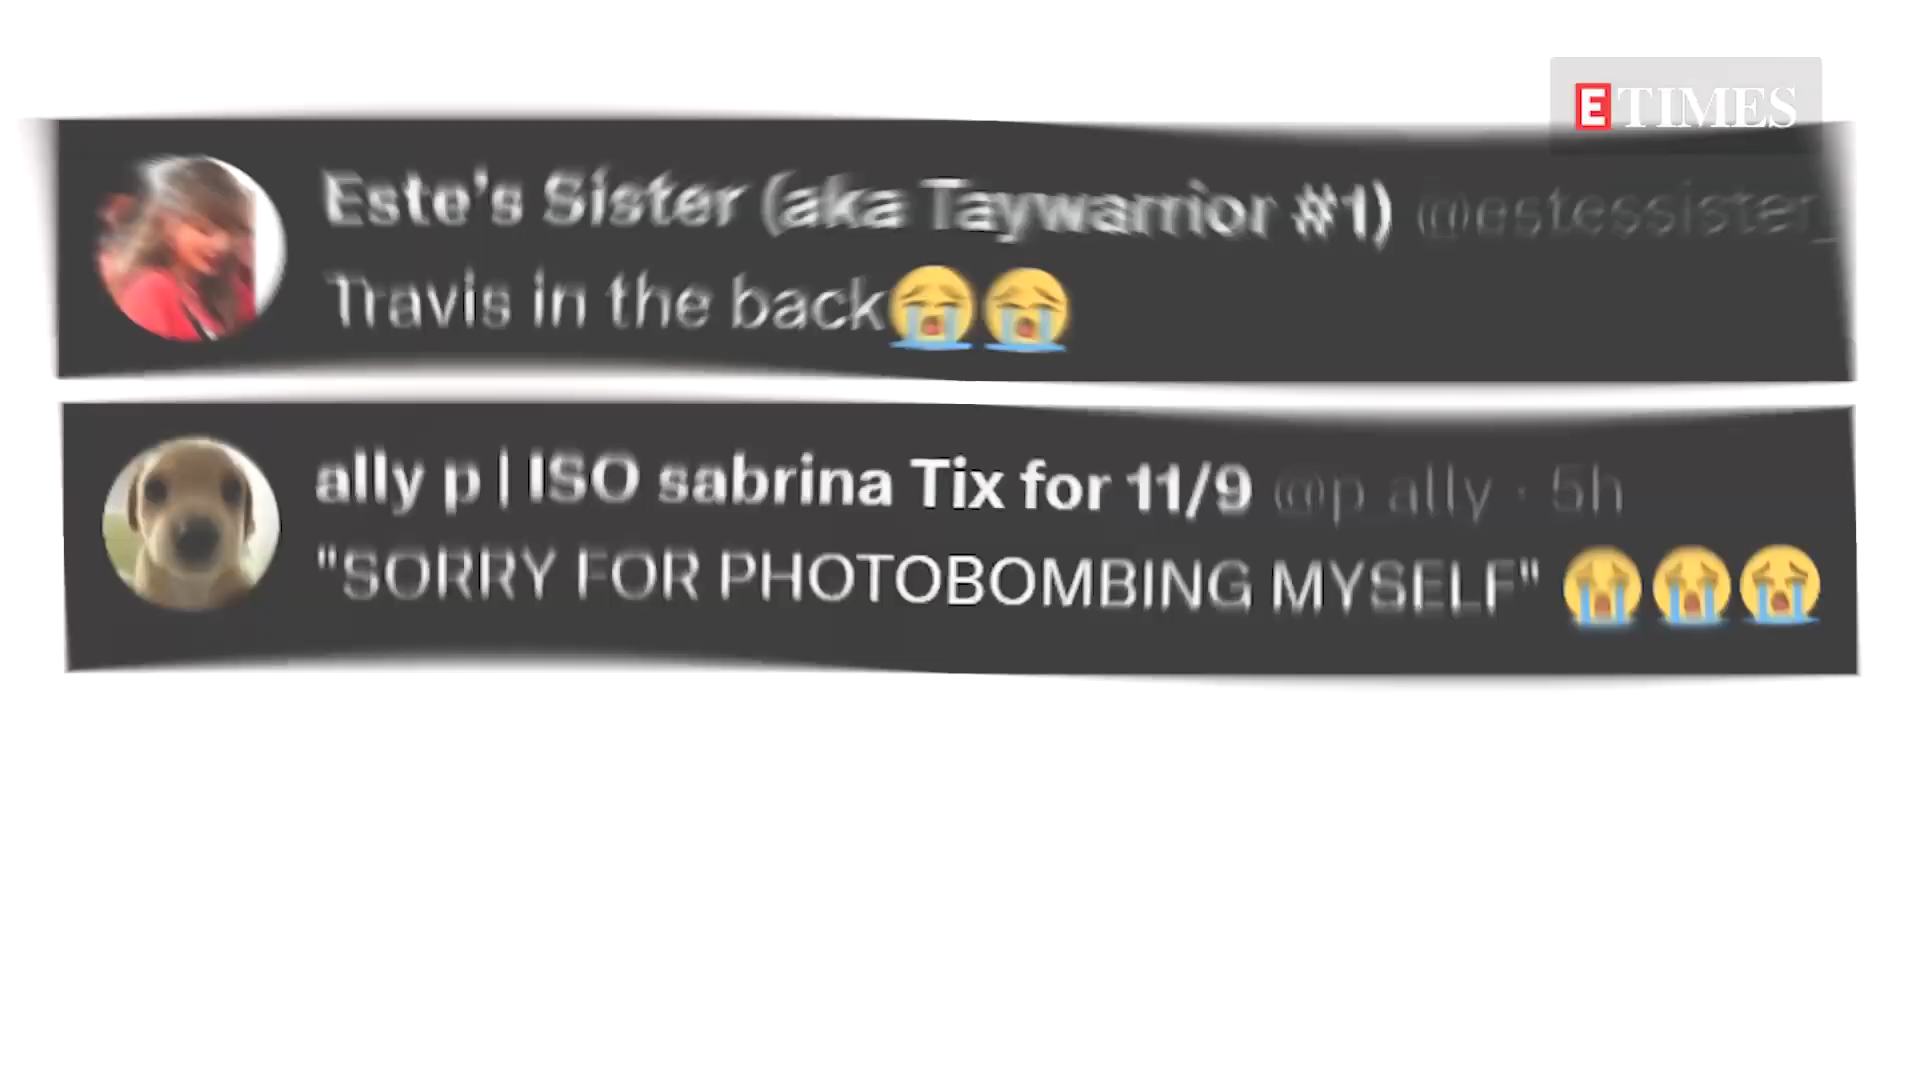 ETIMES
Este's Sister (aka Taywarrior #1) @estessister_
Travis in the back😭😭
ally p | ISO sabrina Tix for 11/9 @p_ally · 5h
"SORRY FOR PHOTOBOMBING MYSELF" 😭😭😭